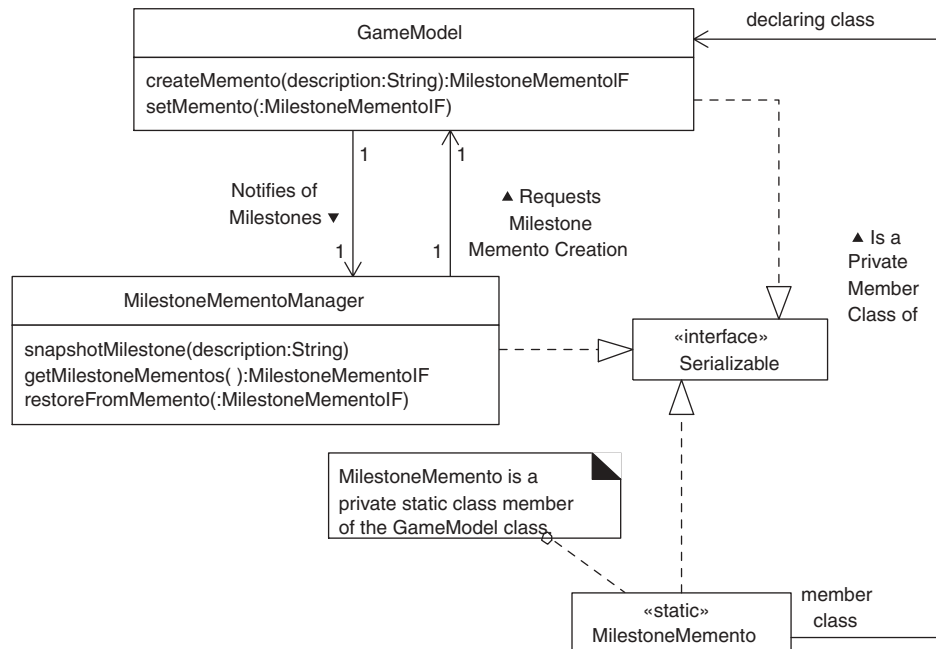 GameModel
declaring class
createMemento(description:String):MilestoneMementoIF
setMemento(:MilestoneMementoIF)
1
1
Notifies of
Milestones ▼
▲ Requests
Milestone
Memento Creation
1
1
▲ Is a
Private
Member
Class of
MilestoneMementoManager
snapshotMilestone(description:String)
getMilestoneMementos( ):MilestoneMementoIF
restoreFromMemento(:MilestoneMementoIF)
«interface»
Serializable
MilestoneMemento is a
private static class member
of the GameModel class.
«static»
MilestoneMemento
member
class